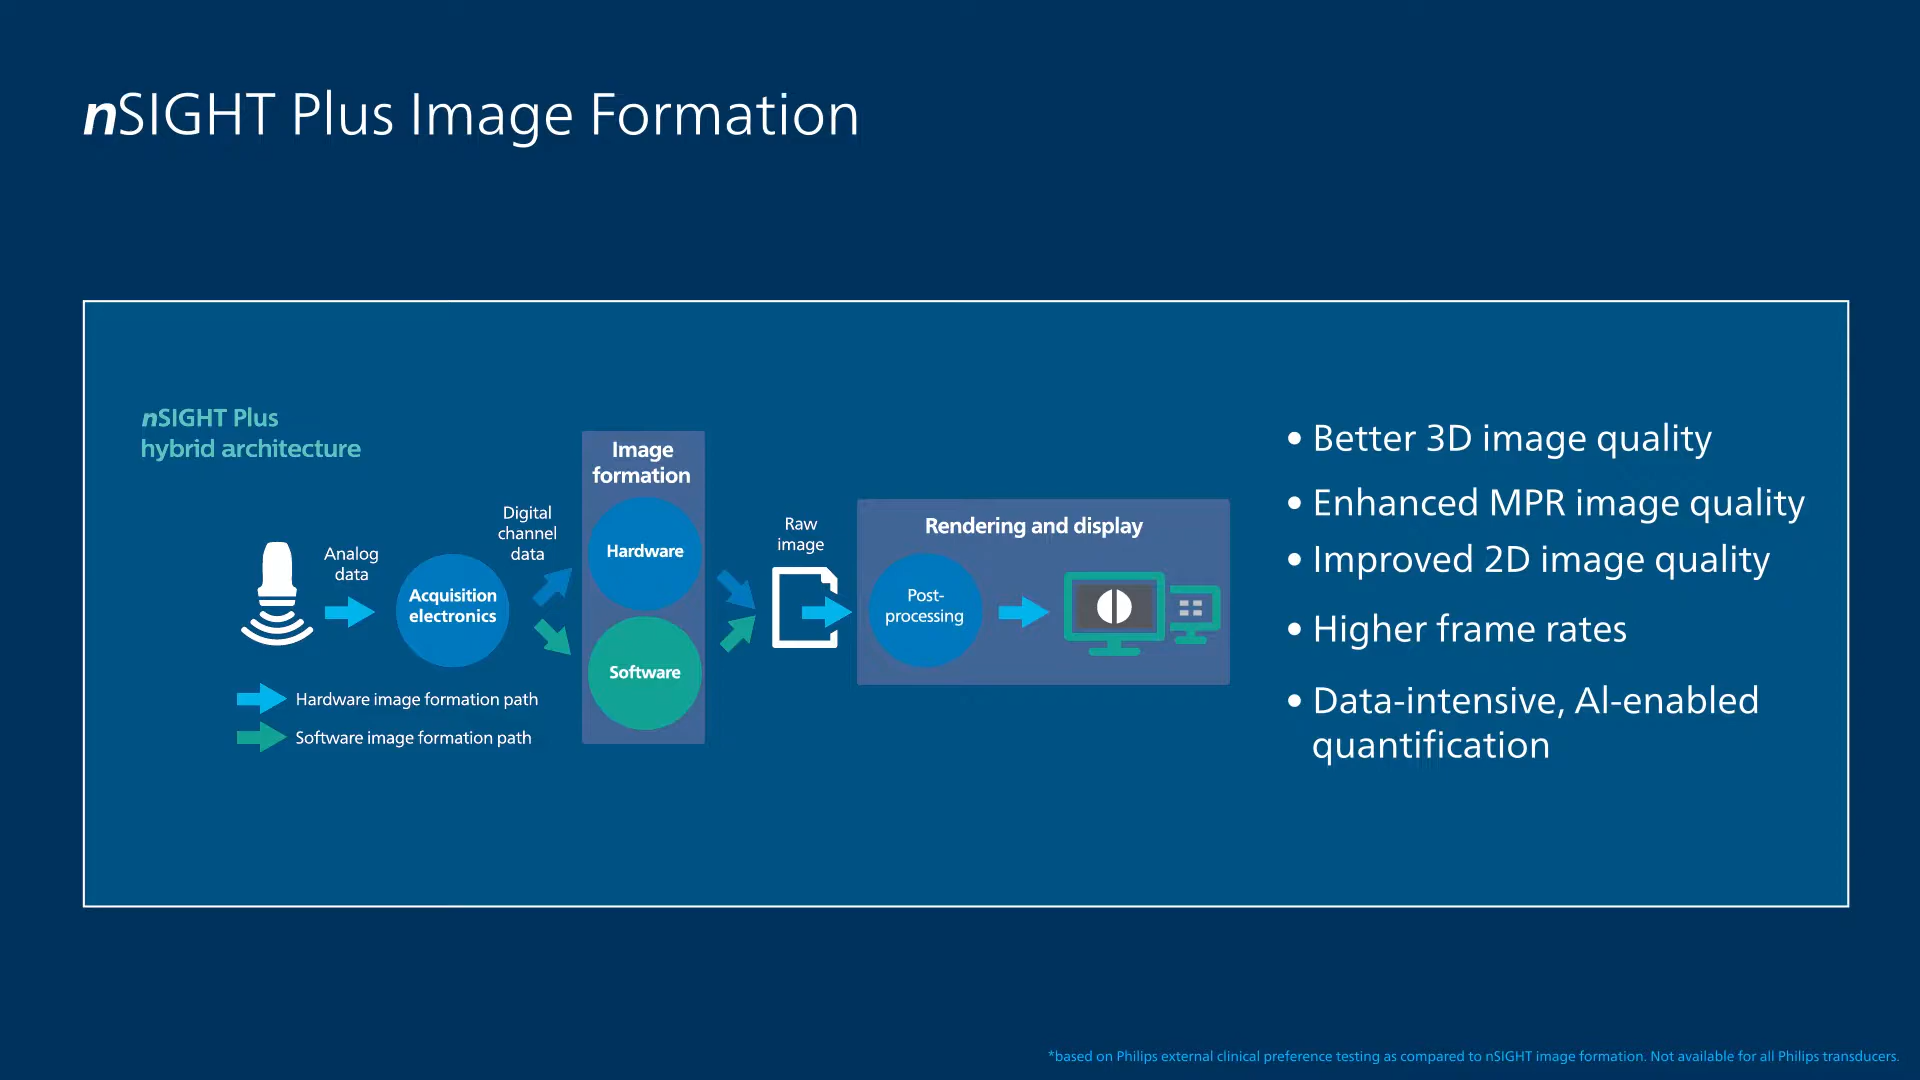 nSIGHT Plus Image Formation
nSIGHT Plus
hybrid architecture
Analog
data
Acquisition
electronics
Digital
channel
data
Image
formation
Hardware
Software
Raw
image
Rendering and display
Post-
processing
Hardware image formation path
Software image formation path
• Better 3D image quality
• Enhanced MPR image quality
• Improved 2D image quality
• Higher frame rates
• Data-intensive, AI-enabled
quantification
*based on Philips external clinical preference testing as compared to nSIGHT image formation. Not available for all Philips transducers.